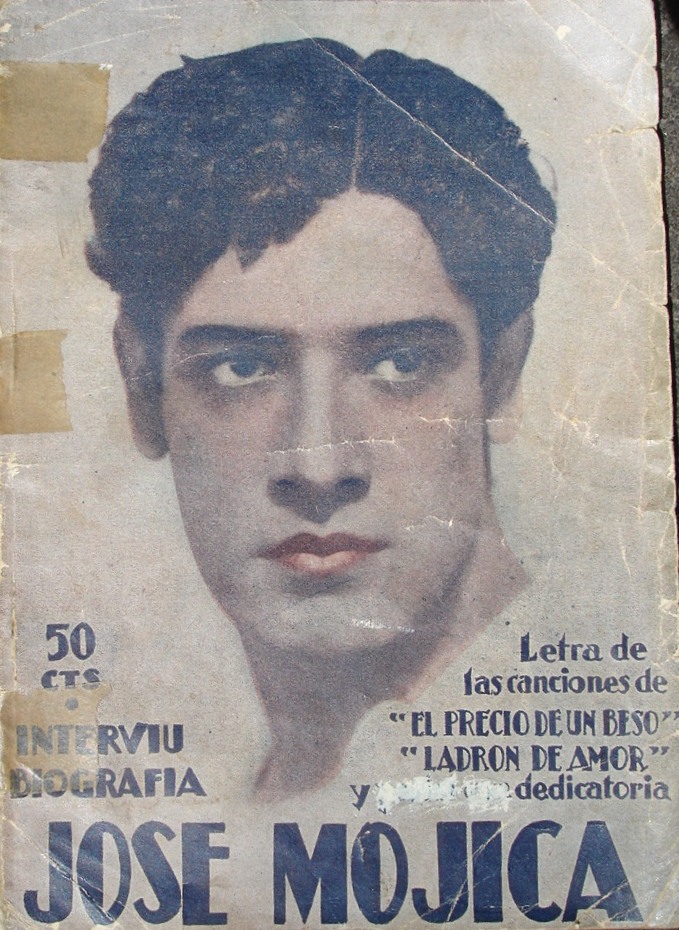 50
CTS
INTERVIU
BIOGRAFIA
Letra de
las canciones de
“EL PRECIO DE UN BESO”
“LADRON DE AMOR”
y dedicatoria
JOSE MOJICA